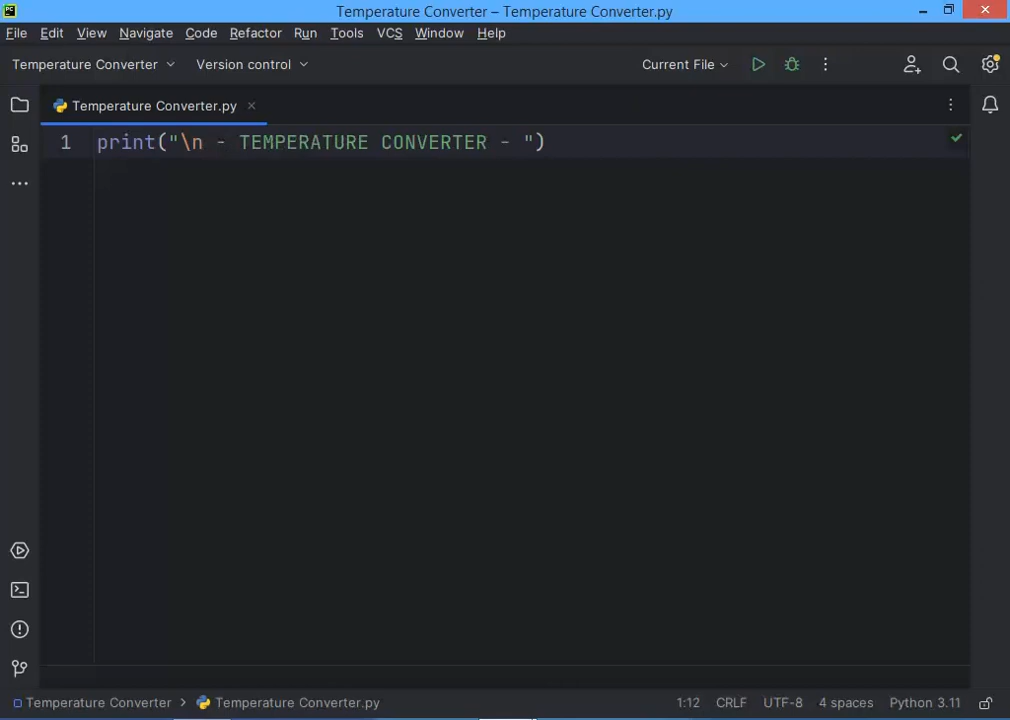 PC Temperature Converter – Temperature Converter.py
File Edit View Navigate Code Refactor Run Tools VCS Window Help
Temperature Converter Version control Current File
Temperature Converter.py
1 print("\n - TEMPERATURE CONVERTER - ")
Temperature Converter Temperature Converter.py 1:12 CRLF UTF-8 4 spaces Python 3.11